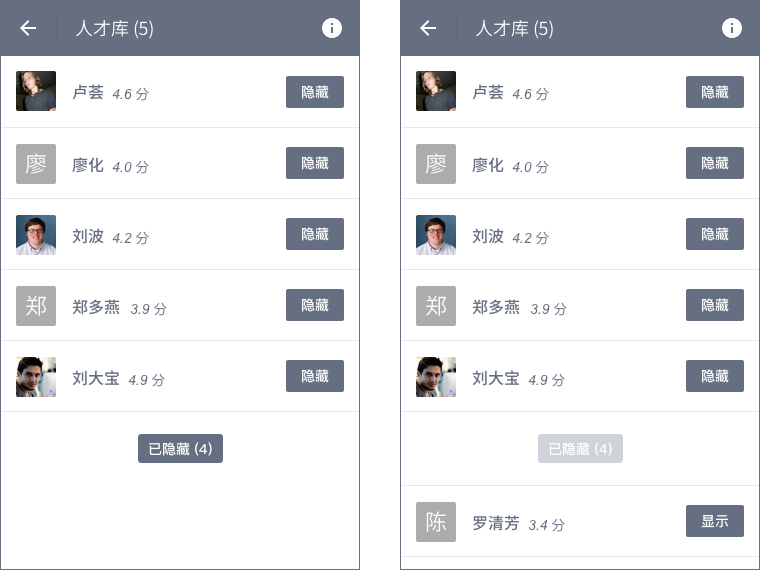 人才库 (5)
卢荟 4.6 分
隐藏
廖
廖化 4.0 分
隐藏
刘波 4.2 分
隐藏
郑
郑多燕 3.9 分
隐藏
刘大宝 4.9 分
隐藏
已隐藏 (4)
人才库 (5)
卢荟 4.6 分
隐藏
廖
廖化 4.0 分
隐藏
刘波 4.2 分
隐藏
郑
郑多燕 3.9 分
隐藏
刘大宝 4.9 分
隐藏
已隐藏 (4)
陈
罗清芳 3.4 分
显示